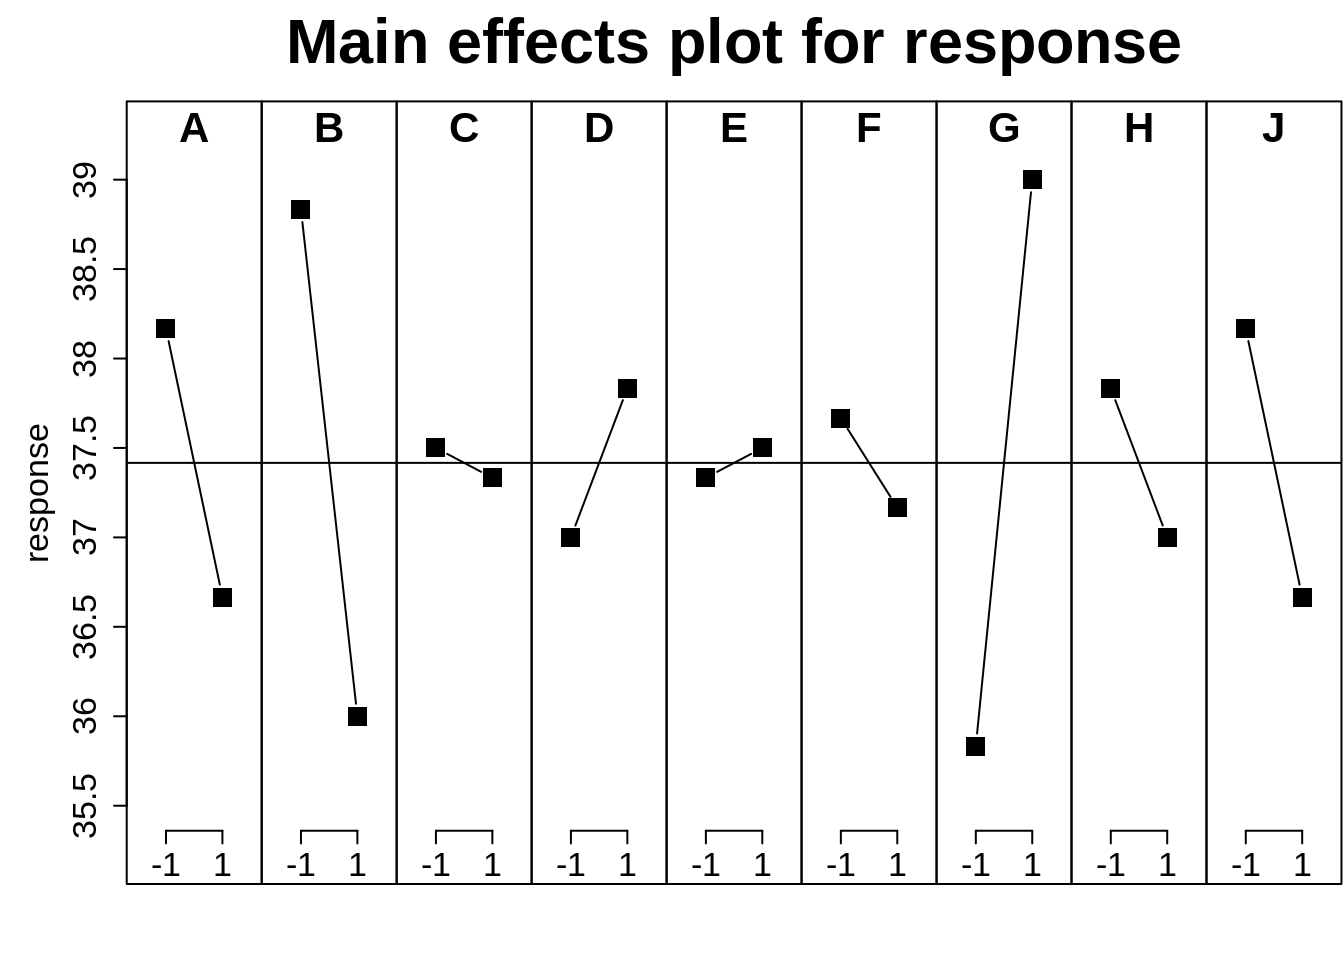 Main effects plot for response
A B C D E F G H J
response
39
38.5
38
37.5
37
36.5
36
35.5
-1 1 -1 1 -1 1 -1 1 -1 1 -1 1 -1 1 -1 1 -1 1